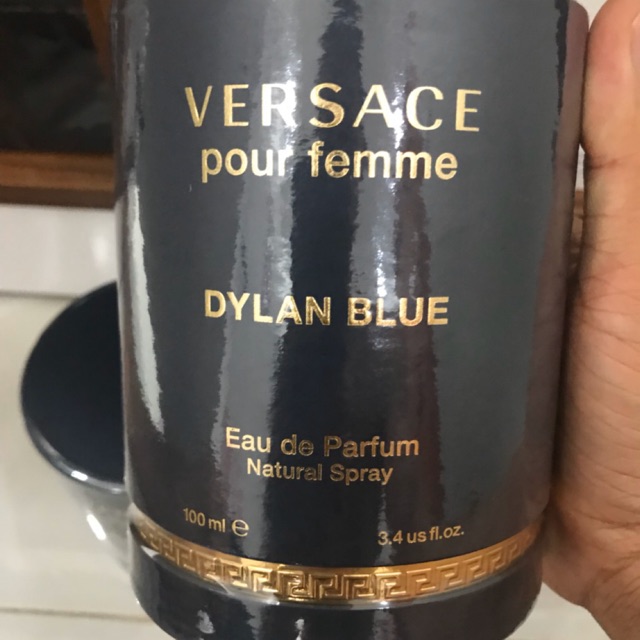 VERSACE
pour femme
DYLAN BLUE
Eau de Parfum
Natural Spray
100 ml ℮ 3.4 us fl.oz.